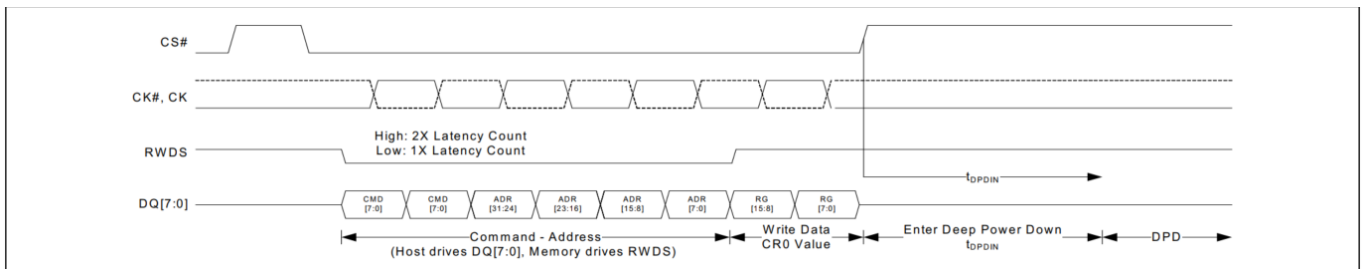 CS#
CK#, CK
High: 2X Latency Count
Low: 1X Latency Count
RWDS
tDPDIN
DQ[7:0]
CMD [7:0]
CMD [7:0]
ADR [31:24]
ADR [23:16]
ADR [15:8]
ADR [7:0]
RG [15:8]
RG [7:0]
Command - Address
(Host drives DQ[7:0], Memory drives RWDS)
Write Data
CR0 Value
Enter Deep Power Down
tDPDIN
DPD